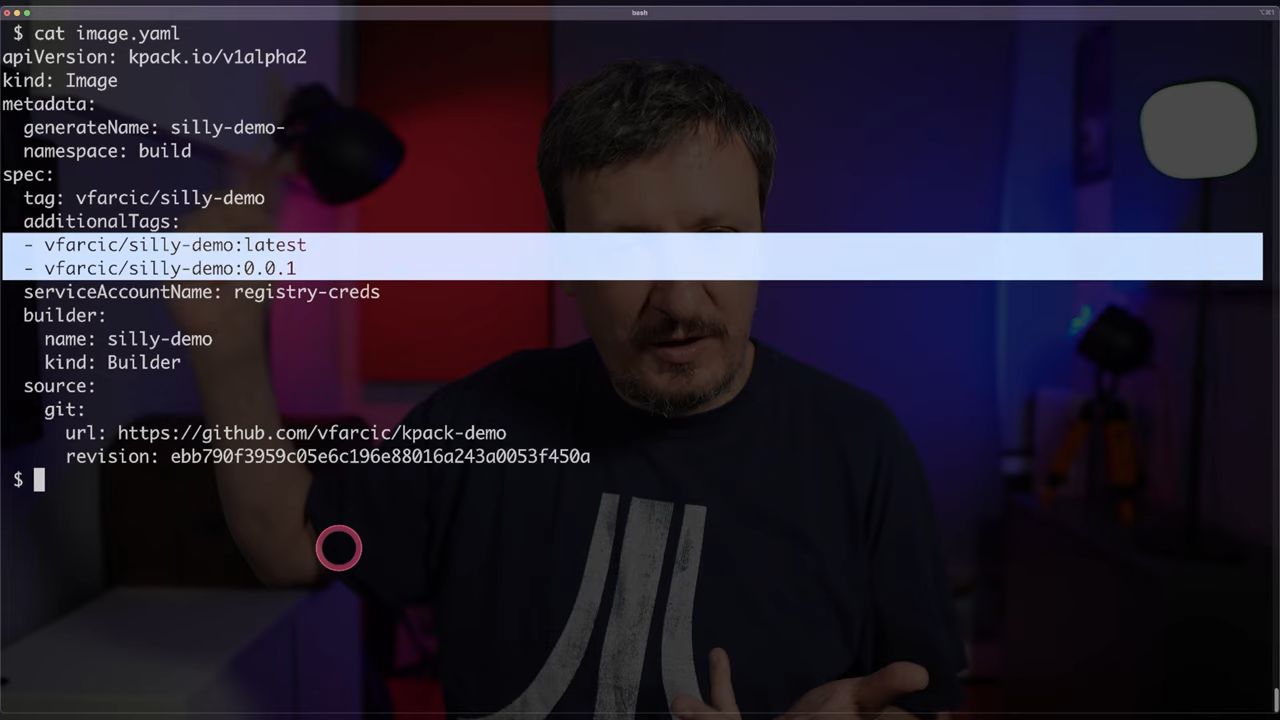 bash
⌥⌘1
$ cat image.yaml
apiVersion: kpack.io/v1alpha2
kind: Image
metadata:
  generateName: silly-demo-
  namespace: build
spec:
  tag: vfarcic/silly-demo
  additionalTags:
  - vfarcic/silly-demo:latest
  - vfarcic/silly-demo:0.0.1
  serviceAccountName: registry-creds
  builder:
    name: silly-demo
    kind: Builder
  source:
    git:
      url: https://github.com/vfarcic/kpack-demo
      revision: ebb790f3959c05e6c196e88016a243a0053f450a
$